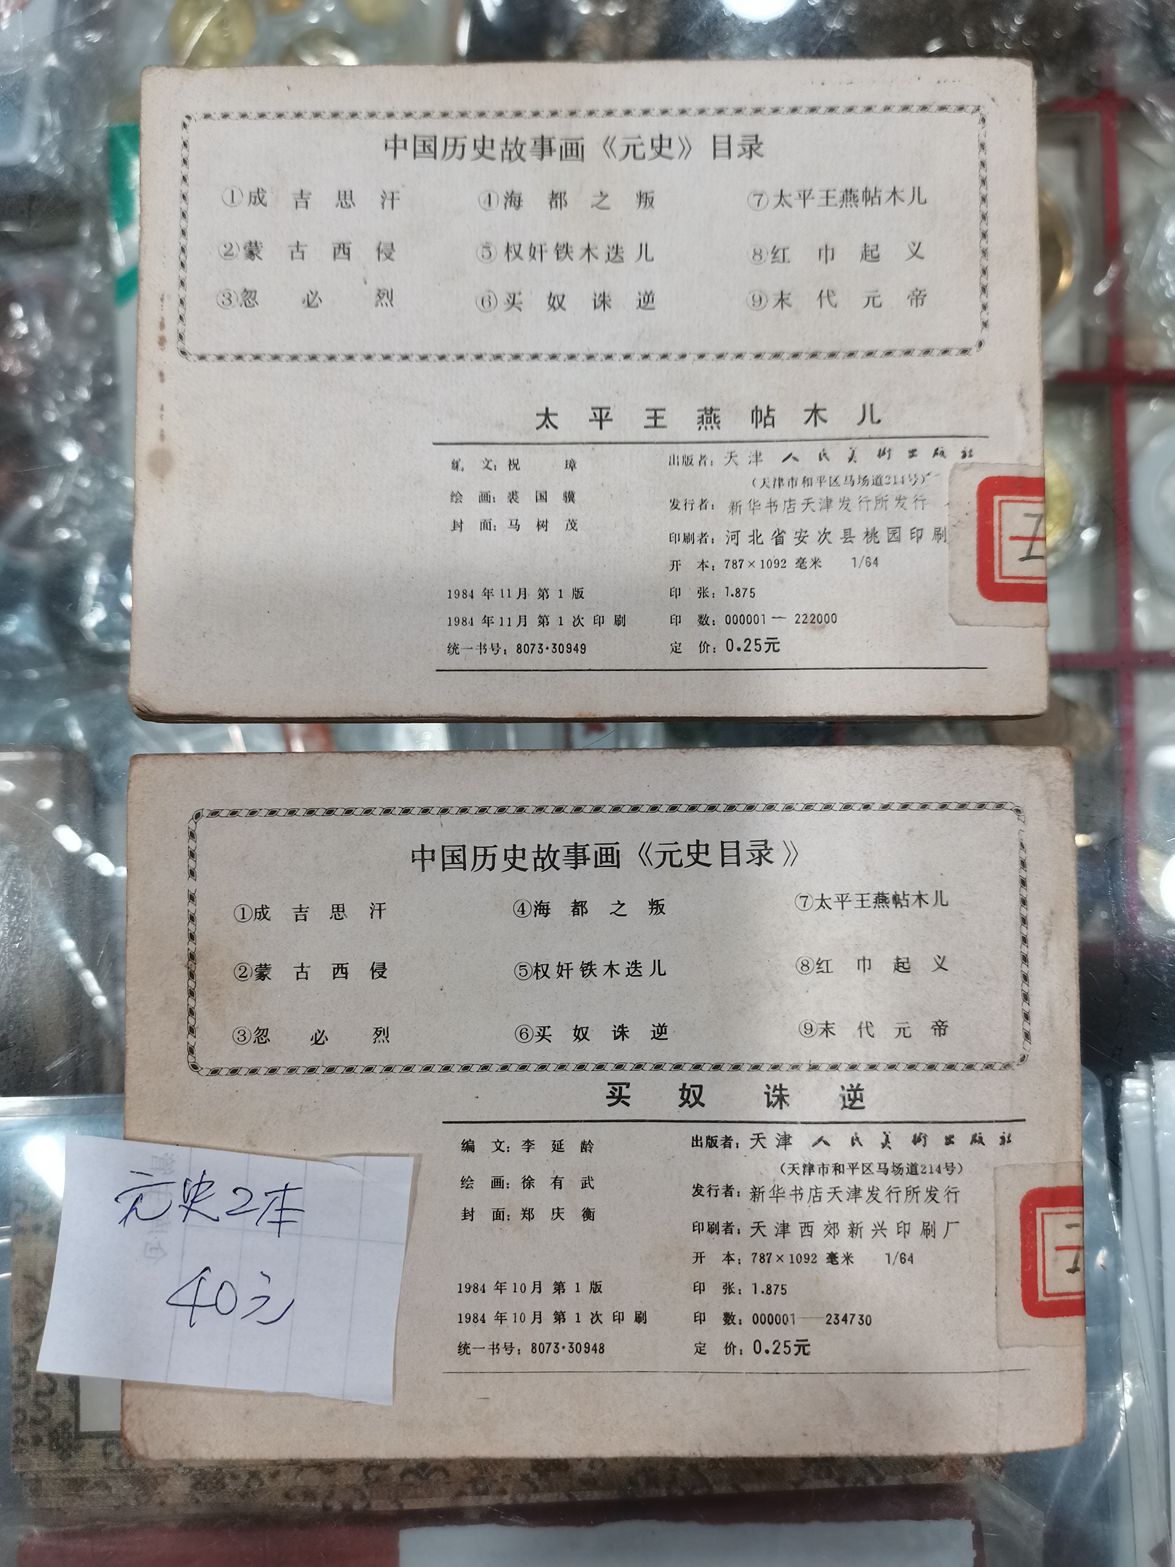 中国历史故事画《元史》目录
①成吉思汗 ④海都之叛 ⑦太平王燕帖木儿
②蒙古西侵 ⑤权奸铁木迭儿 ⑧红巾起义
③忽必烈 ⑥买奴诛逆 ⑨末代元帝
太平王燕帖木儿
编 文：祝 璋 出版者：天津人民美術出版社
（天津市和平区马场道214号）
绘 画：裘国骥 发行者：新华书店天津发行所发行
封 面：马树茂 印刷者：河北省安次县桃园印刷
开 本：787×1092 毫米 1/64
1984年11月第1版 印 张：1.875
1984年11月第1次印刷 印 数：000001—222000
统一书号：8073·30949 定 价：0.25元
中国历史故事画《元史目录》
①成吉思汗 ④海都之叛 ⑦太平王燕帖木儿
②蒙古西侵 ⑤权奸铁木迭儿 ⑧红巾起义
③忽必烈 ⑥买奴诛逆 ⑨末代元帝
买奴诛逆
编 文：李延龄 出版者：天津人民美術出版社
（天津市和平区马场道214号）
绘 画：徐有武 发行者：新华书店天津发行所发行
封 面：郑庆衡 印刷者：天津西郊新兴印刷厂
开 本：787×1092 毫米 1/64
1984年10月第1版 印 张：1.875
1984年10月第1次印刷 印 数：000001—234730
统一书号：8073·30948 定 价：0.25元
元史2本
40元